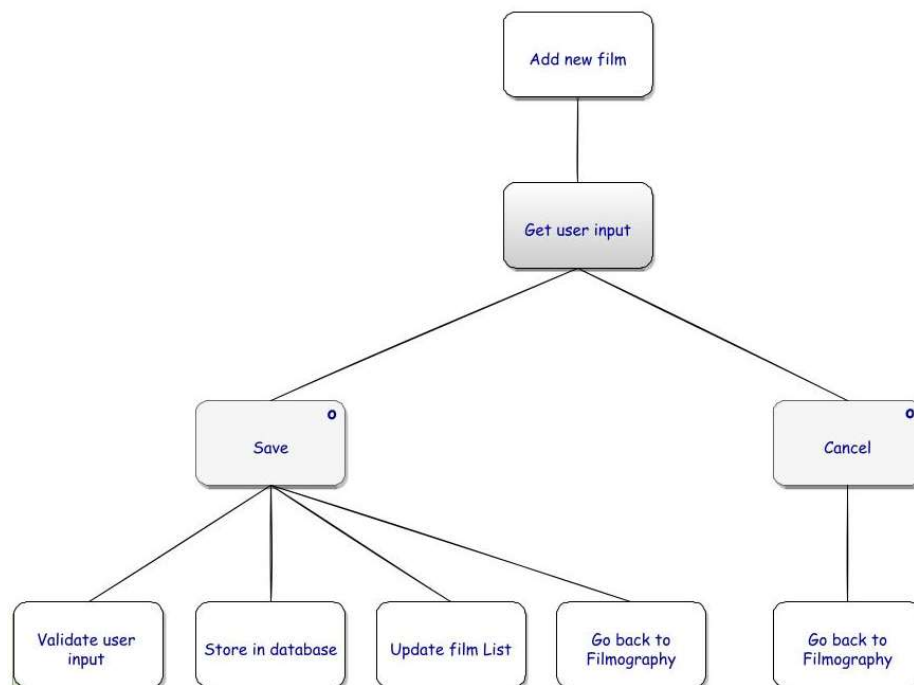 Add new film
Get user input
o
Save
o
Cancel
Validate user
input
Store in database
Update film List
Go back to
Filmography
Go back to
Filmography